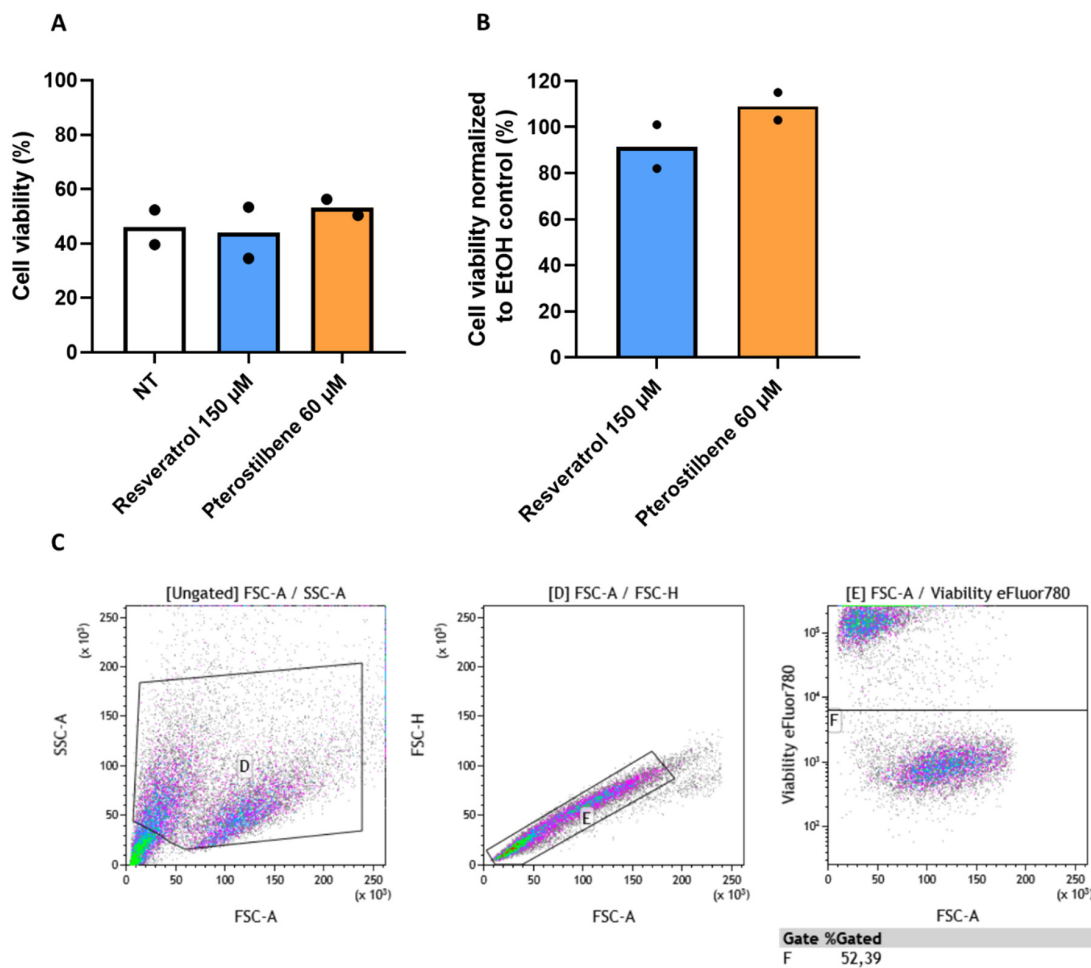 A
Cell viability (%)
100
80
60
40
20
0
NT
Resveratrol 150 µM
Pterostilbene 60 µM
B
Cell viability normalized
to EtOH control (%)
120
100
80
60
40
20
0
Resveratrol 150 µM
Pterostilbene 60 µM
C
[Ungated] FSC-A / SSC-A
(x 10³)
SSC-A
250
200
150
100
50
0
D
0 50 100 150 200 250
(x 10³)
FSC-A
[D] FSC-A / FSC-H
(x 10³)
FSC-H
250
200
150
100
50
0
E
0 50 100 150 200 250
(x 10³)
FSC-A
[E] FSC-A / Viability eFluor780
Viability eFluor780
10⁵
10⁴
10³
10²
F
0 50 100 150 200 250
(x 10³)
FSC-A
Gate %Gated
F 52,39